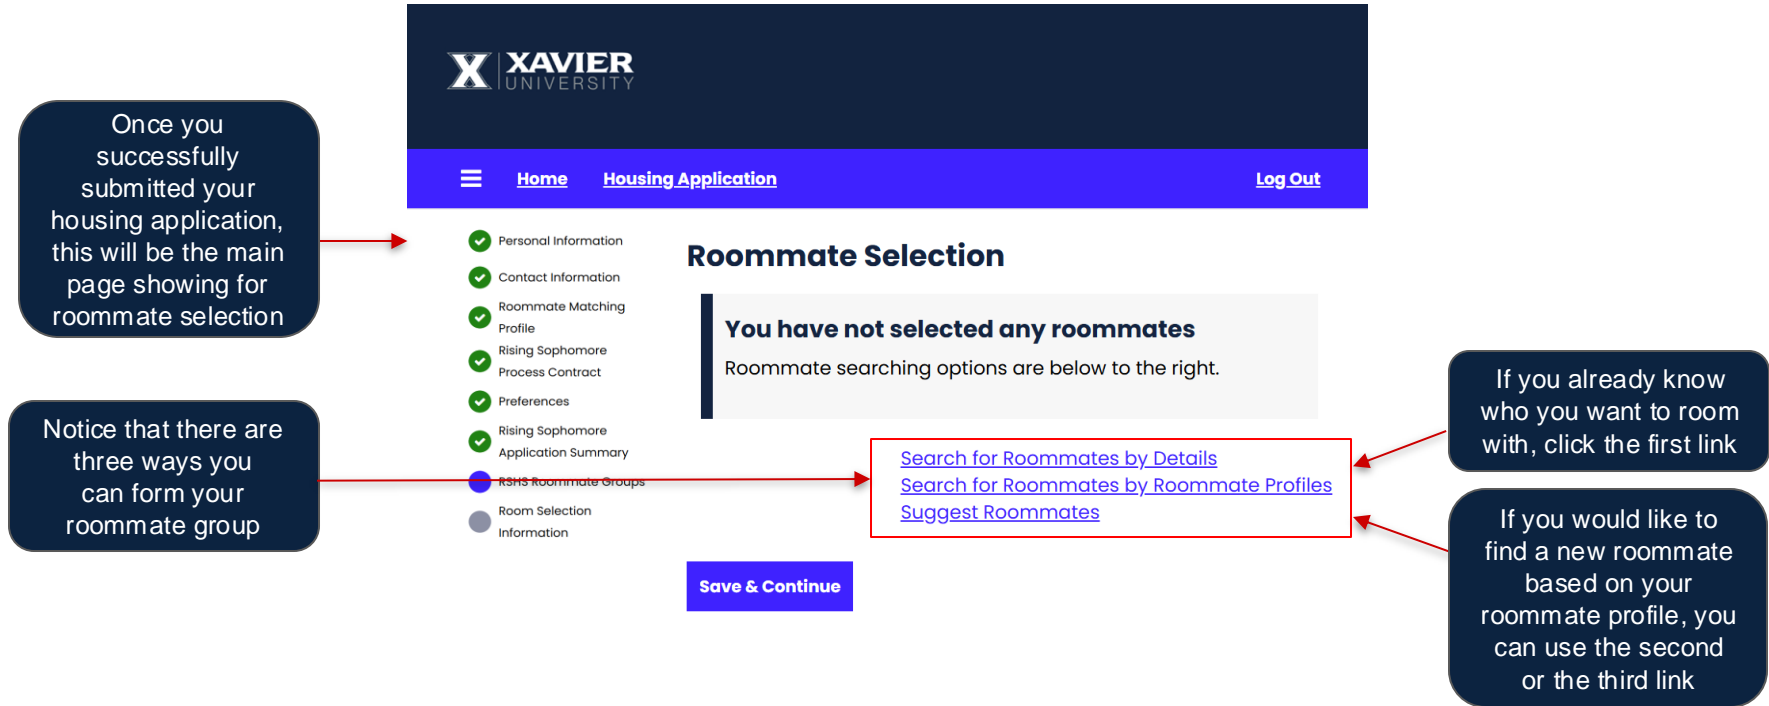 X XAVIER
UNIVERSITY
Once you
successfully
submitted your
housing application,
this will be the main
page showing for
roommate selection
Home Housing Application Log Out
Personal Information
Contact Information
Roommate Matching
Profile
Rising Sophomore
Process Contract
Preferences
Rising Sophomore
Application Summary
RSHS Roommate Groups
Room Selection
Information
Roommate Selection
You have not selected any roommates
Roommate searching options are below to the right.
Search for Roommates by Details
Search for Roommates by Roommate Profiles
Suggest Roommates
Save & Continue
Notice that there are
three ways you
can form your
roommate group
If you already know
who you want to room
with, click the first link
If you would like to
find a new roommate
based on your
roommate profile, you
can use the second
or the third link